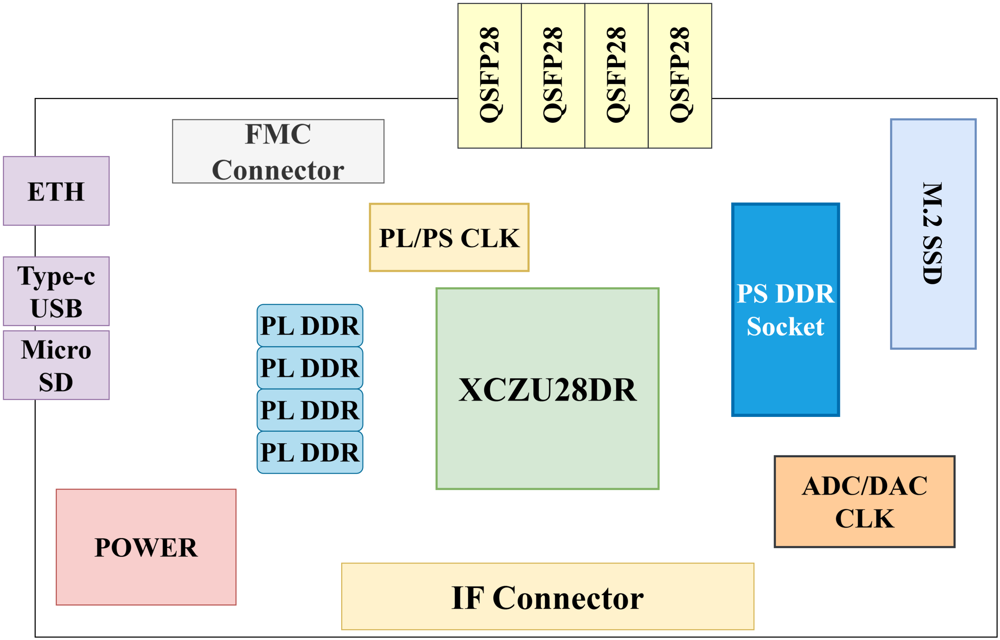 QSFP28
QSFP28
QSFP28
QSFP28
FMC
Connector
ETH
Type-c
USB
Micro
SD
PL/PS CLK
PL DDR
PL DDR
PL DDR
PL DDR
XCZU28DR
PS DDR
Socket
M.2 SSD
ADC/DAC
CLK
POWER
IF Connector